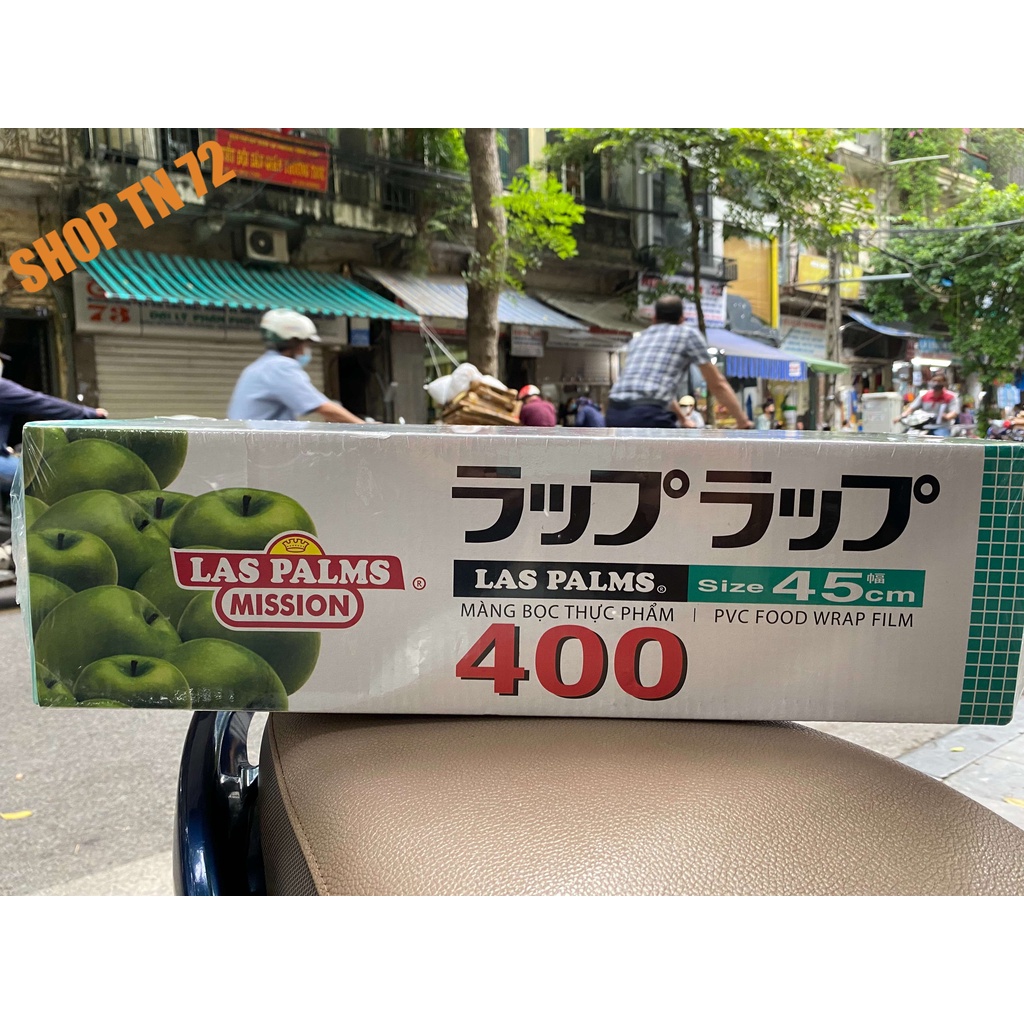 SHOP TN 72
73
ラップラップ
LAS PALMS
MISSION
®
LAS PALMS®
Size 45cm
幅
MÀNG BỌC THỰC PHẨM | PVC FOOD WRAP FILM
400